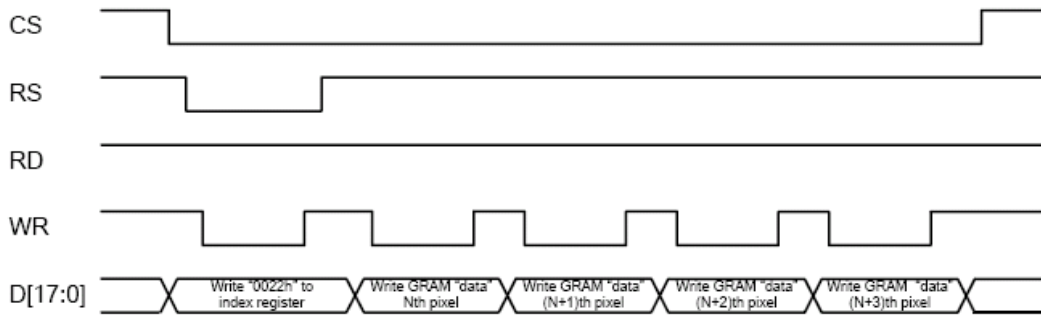 CS
RS
RD
WR
D[17:0]
Write "0022h" to
index register
Write GRAM "data"
Nth pixel
Write GRAM "data"
(N+1)th pixel
Write GRAM "data"
(N+2)th pixel
Write GRAM "data"
(N+3)th pixel